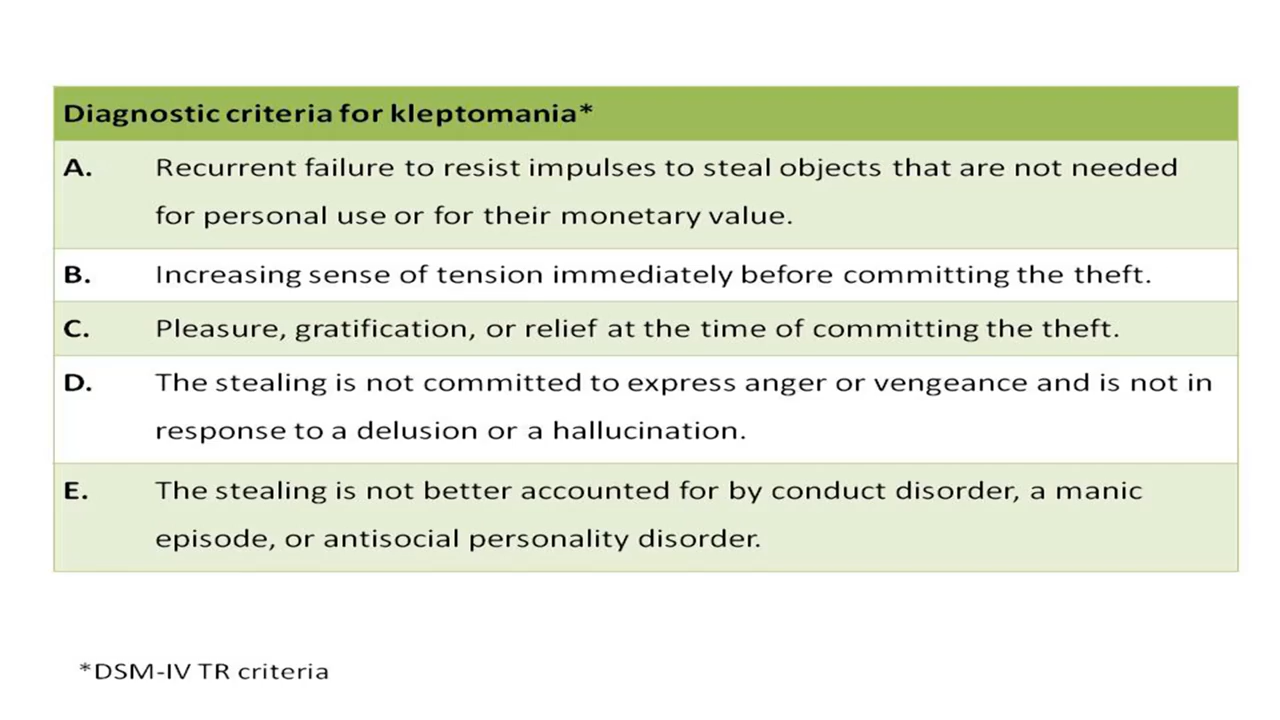 Diagnostic criteria for kleptomania*
A. Recurrent failure to resist impulses to steal objects that are not needed
for personal use or for their monetary value.
B. Increasing sense of tension immediately before committing the theft.
C. Pleasure, gratification, or relief at the time of committing the theft.
D. The stealing is not committed to express anger or vengeance and is not in
response to a delusion or a hallucination.
E. The stealing is not better accounted for by conduct disorder, a manic
episode, or antisocial personality disorder.
*DSM-IV TR criteria